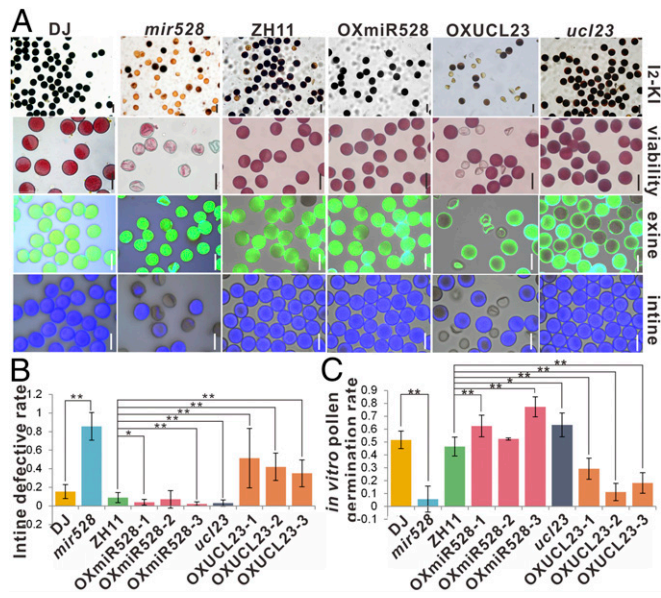 A
DJ mir528 ZH11 OXmiR528 OXUCL23 ucl23
I2-KI
viability
exine
intine
B
Intine defective rate
1.2
1
0.8
0.6
0.4
0.2
0
**
*
**
**
**
**
**
DJ
mir528
ZH11
OXmiR528-1
OXmiR528-2
OXmiR528-3
ucl23
OXUCL23-1
OXUCL23-2
OXUCL23-3
C
in vitro pollen
germination rate
0.9
0.8
0.7
0.6
0.5
0.4
0.3
0.2
0.1
0
-0.1
**
**
**
*
**
**
**
DJ
mir528
ZH11
OXmiR528-1
OXmiR528-2
OXmiR528-3
ucl23
OXUCL23-1
OXUCL23-2
OXUCL23-3